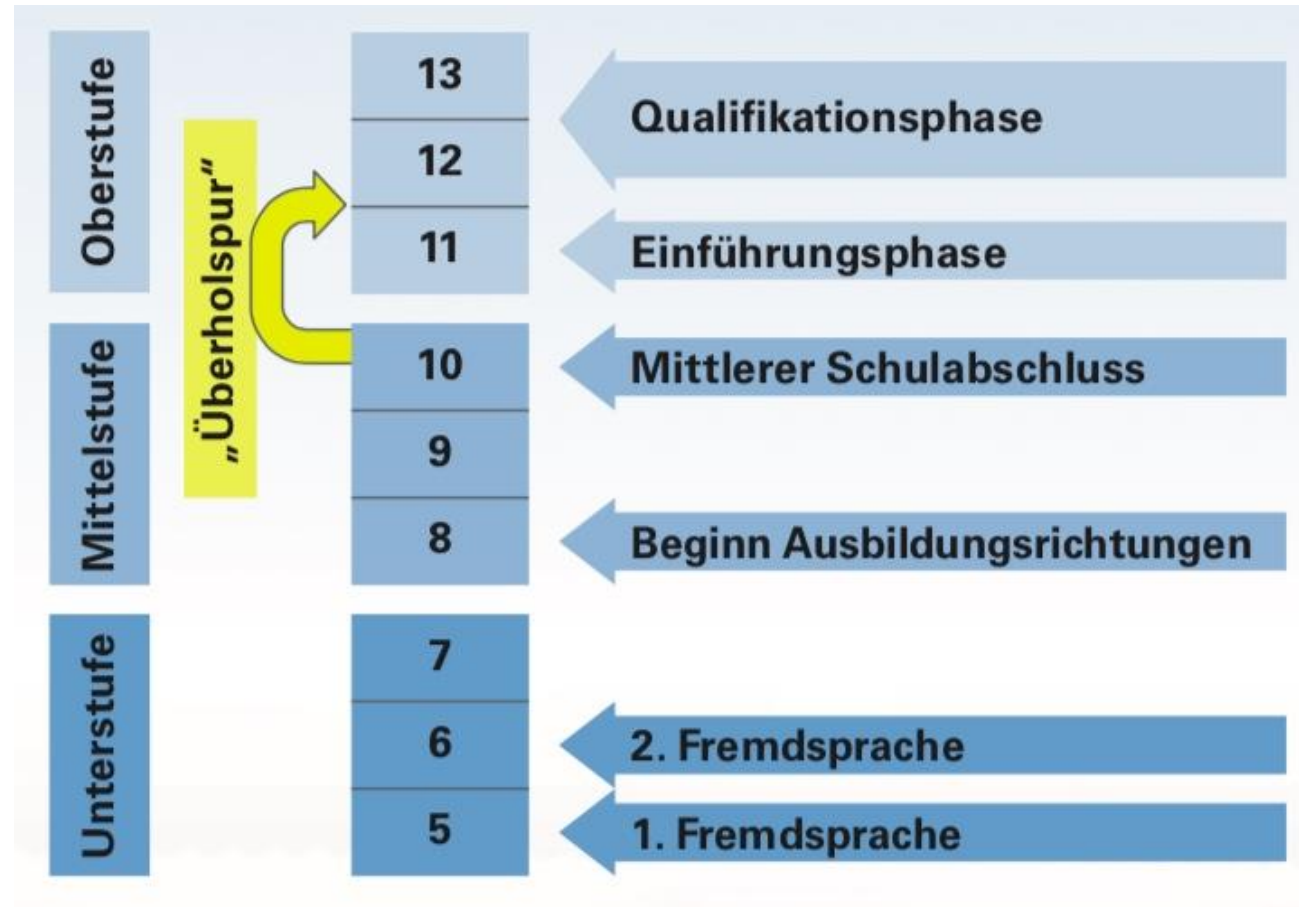 Oberstufe
„Überholspur“
13
12
11
Qualifikationsphase
Einführungsphase
Mittelstufe
10
9
8
Mittlerer Schulabschluss
Beginn Ausbildungsrichtungen
Unterstufe
7
6
5
2. Fremdsprache
1. Fremdsprache